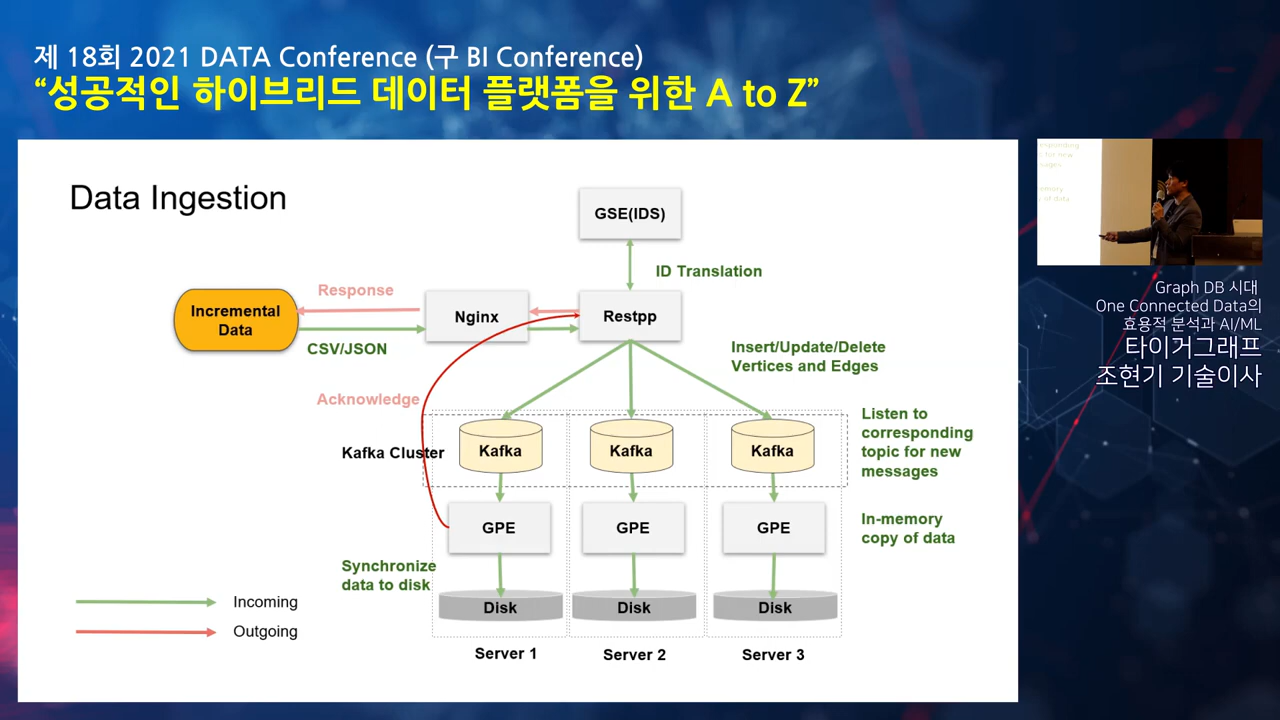 제 18회 2021 DATA Conference (구 BI Conference)
“성공적인 하이브리드 데이터 플랫폼을 위한 A to Z”
Data Ingestion
GSE(IDS)
ID Translation
Response
Incremental
Data
Nginx
Restpp
CSV/JSON
Insert/Update/Delete
Vertices and Edges
Acknowledge
Listen to
corresponding
topic for new
messages
Kafka Cluster
Kafka
Kafka
Kafka
GPE
GPE
GPE
In-memory
copy of data
Synchronize
data to disk
Disk
Disk
Disk
Incoming
Outgoing
Server 1
Server 2
Server 3
for new
of data
Graph DB 시대
One Connected Data의
효용적 분석과 AI/ML
타이거그래프
조현기 기술이사